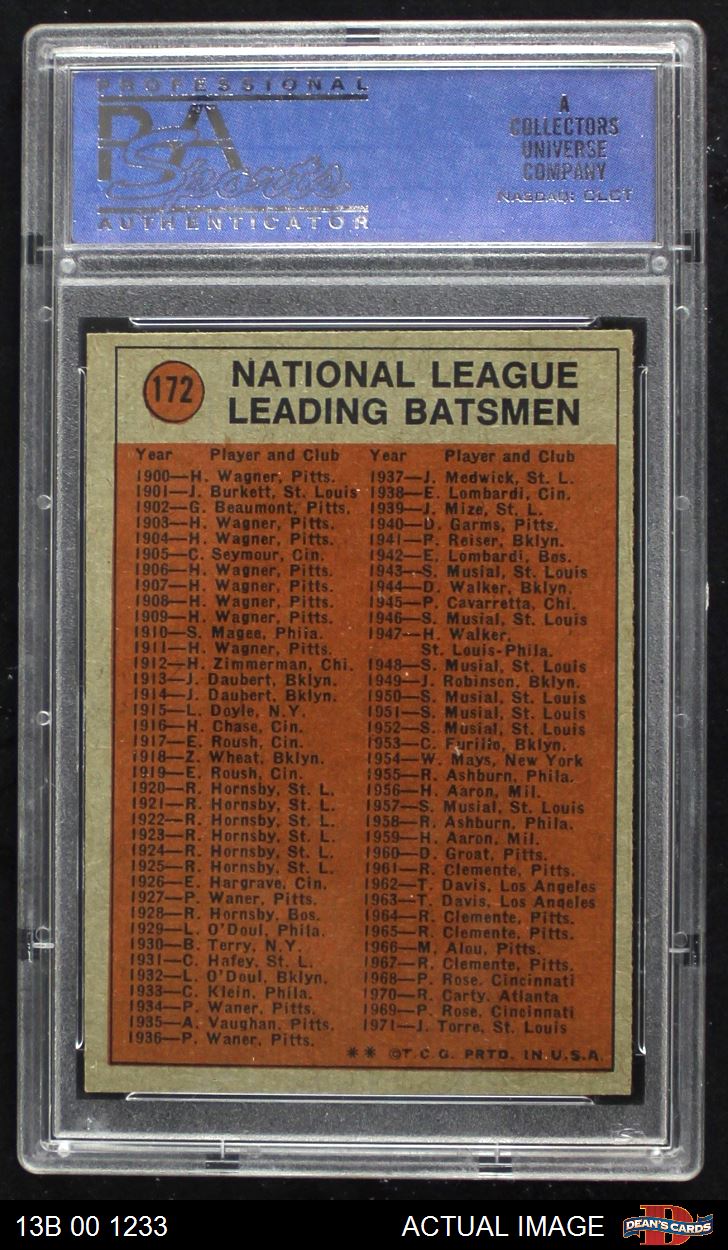 PROFESSIONAL
PSA
Sports
AUTHENTICATOR
A
COLLECTORS
UNIVERSE
COMPANY
NASDAQ: CLCT
172
NATIONAL LEAGUE
LEADING BATSMEN
Year Player and Club
1900—H. Wagner, Pitts.
1901—J. Burkett, St. Louis
1902—G. Beaumont, Pitts.
1903—H. Wagner, Pitts.
1904—H. Wagner, Pitts.
1905—C. Seymour, Cin.
1906—H. Wagner, Pitts.
1907—H. Wagner, Pitts.
1908—H. Wagner, Pitts.
1909—H. Wagner, Pitts.
1910—S. Magee, Phila.
1911—H. Wagner, Pitts.
1912—H. Zimmerman, Chi.
1913—J. Daubert, Bklyn.
1914—J. Daubert, Bklyn.
1915—L. Doyle, N.Y.
1916—H. Chase, Cin.
1917—E. Roush, Cin.
1918—Z. Wheat, Bklyn.
1919—E. Roush, Cin.
1920—R. Hornsby, St. L.
1921—R. Hornsby, St. L.
1922—R. Hornsby, St. L.
1923—R. Hornsby, St. L.
1924—R. Hornsby, St. L.
1925—R. Hornsby, St. L.
1926—E. Hargrave, Cin.
1927—P. Waner, Pitts.
1928—R. Hornsby, Bos.
1929—L. O'Doul, Phila.
1930—B. Terry, N.Y.
1931—C. Hafey, St. L.
1932—L. O'Doul, Bklyn.
1933—C. Klein, Phila.
1934—P. Waner, Pitts.
1935—A. Vaughan, Pitts.
1936—P. Waner, Pitts.
Year Player and Club
1937—J. Medwick, St. L.
1938—E. Lombardi, Cin.
1939—J. Mize, St. L.
1940—D. Garms, Pitts.
1941—P. Reiser, Bklyn.
1942—E. Lombardi, Bos.
1943—S. Musial, St. Louis
1944—D. Walker, Bklyn.
1945—P. Cavarretta, Chi.
1946—S. Musial, St. Louis
1947—H. Walker,
St. Louis-Phila.
1948—S. Musial, St. Louis
1949—J. Robinson, Bklyn.
1950—S. Musial, St. Louis
1951—S. Musial, St. Louis
1952—S. Musial, St. Louis
1953—C. Furillo, Bklyn.
1954—W. Mays, New York
1955—R. Ashburn, Phila.
1956—H. Aaron, Mil.
1957—S. Musial, St. Louis
1958—R. Ashburn, Phila.
1959—H. Aaron, Mil.
1960—D. Groat, Pitts.
1961—R. Clemente, Pitts.
1962—T. Davis, Los Angeles
1963—T. Davis, Los Angeles
1964—R. Clemente, Pitts.
1965—R. Clemente, Pitts.
1966—M. Alou, Pitts.
1967—R. Clemente, Pitts.
1968—P. Rose, Cincinnati
1970—R. Carty, Atlanta
1969—P. Rose, Cincinnati
1971—J. Torre, St. Louis
** ©T.C.G. PRTD. IN U.S.A.
13B 00 1233
ACTUAL IMAGE
DEAN'S CARDS